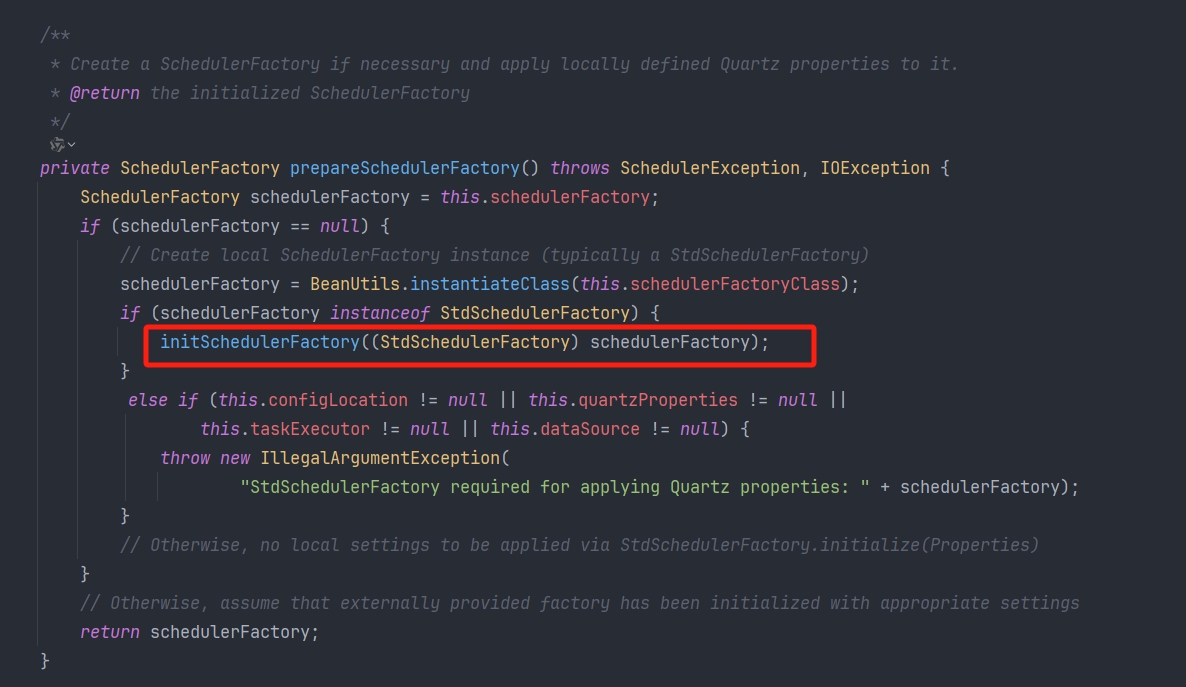 /**
 * Create a SchedulerFactory if necessary and apply locally defined Quartz properties to it.
 * @return the initialized SchedulerFactory
 */
private SchedulerFactory prepareSchedulerFactory() throws SchedulerException, IOException {
    SchedulerFactory schedulerFactory = this.schedulerFactory;
    if (schedulerFactory == null) {
        // Create local SchedulerFactory instance (typically a StdSchedulerFactory)
        schedulerFactory = BeanUtils.instantiateClass(this.schedulerFactoryClass);
        if (schedulerFactory instanceof StdSchedulerFactory) {
            initSchedulerFactory((StdSchedulerFactory) schedulerFactory);
        }
        else if (this.configLocation != null || this.quartzProperties != null ||
                this.taskExecutor != null || this.dataSource != null) {
            throw new IllegalArgumentException(
                    "StdSchedulerFactory required for applying Quartz properties: " + schedulerFactory);
        }
        // Otherwise, no local settings to be applied via StdSchedulerFactory.initialize(Properties)
    }
    // Otherwise, assume that externally provided factory has been initialized with appropriate settings
    return schedulerFactory;
}